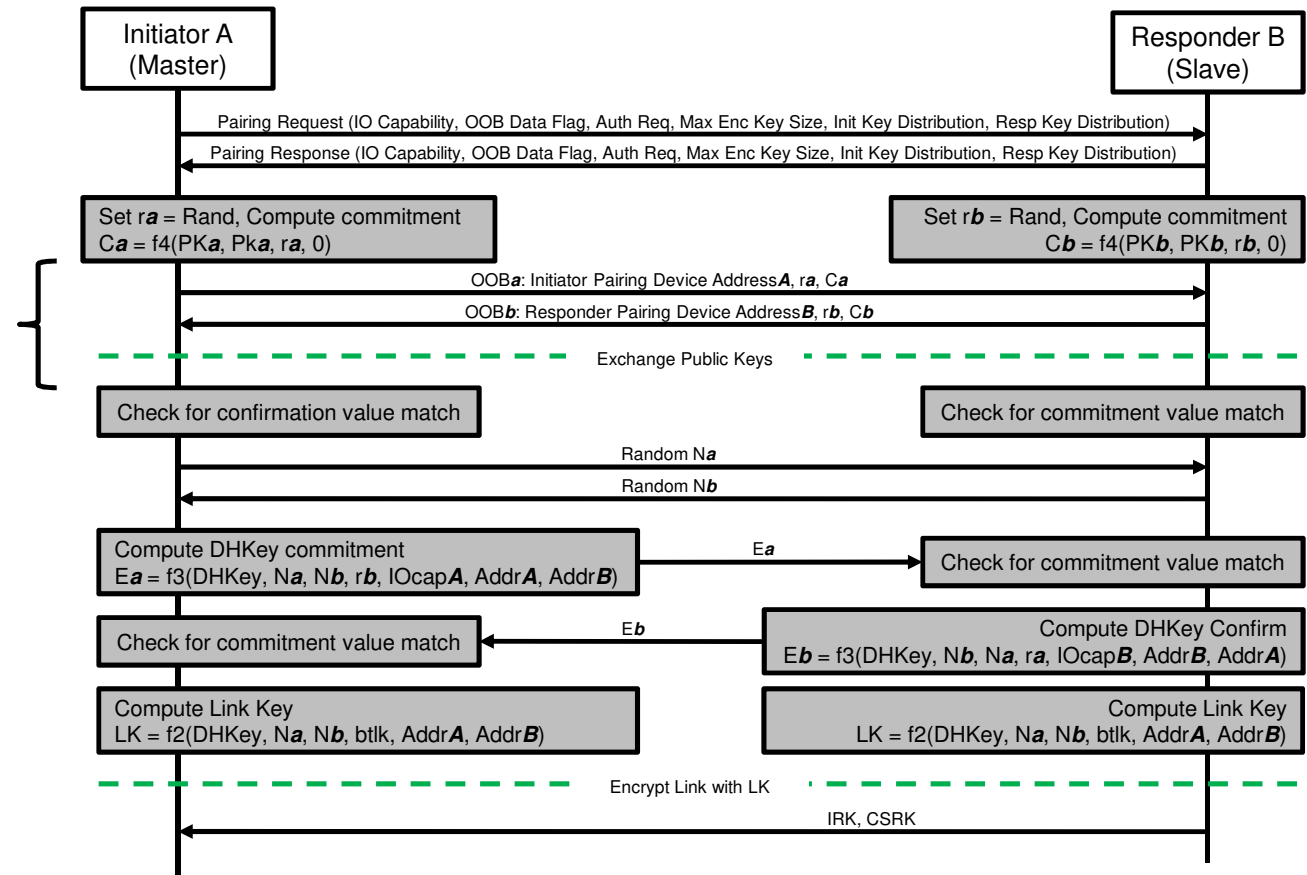 Initiator A
(Master)
Responder B
(Slave)
Pairing Request (IO Capability, OOB Data Flag, Auth Req, Max Enc Key Size, Init Key Distribution, Resp Key Distribution)
Pairing Response (IO Capability, OOB Data Flag, Auth Req, Max Enc Key Size, Init Key Distribution, Resp Key Distribution)
Set ra = Rand, Compute commitment
Ca = f4(PKa, Pka, ra, 0)
Set rb = Rand, Compute commitment
Cb = f4(PKb, PKb, rb, 0)
OOBa: Initiator Pairing Device AddressA, ra, Ca
OOBb: Responder Pairing Device AddressB, rb, Cb
Exchange Public Keys
Check for confirmation value match
Check for commitment value match
Random Na
Random Nb
Compute DHKey commitment
Ea = f3(DHKey, Na, Nb, rb, IOcapA, AddrA, AddrB)
Ea
Check for commitment value match
Check for commitment value match
Eb
Compute DHKey Confirm
Eb = f3(DHKey, Nb, Na, ra, IOcapB, AddrB, AddrA)
Compute Link Key
LK = f2(DHKey, Na, Nb, btlk, AddrA, AddrB)
Compute Link Key
LK = f2(DHKey, Na, Nb, btlk, AddrA, AddrB)
Encrypt Link with LK
IRK, CSRK